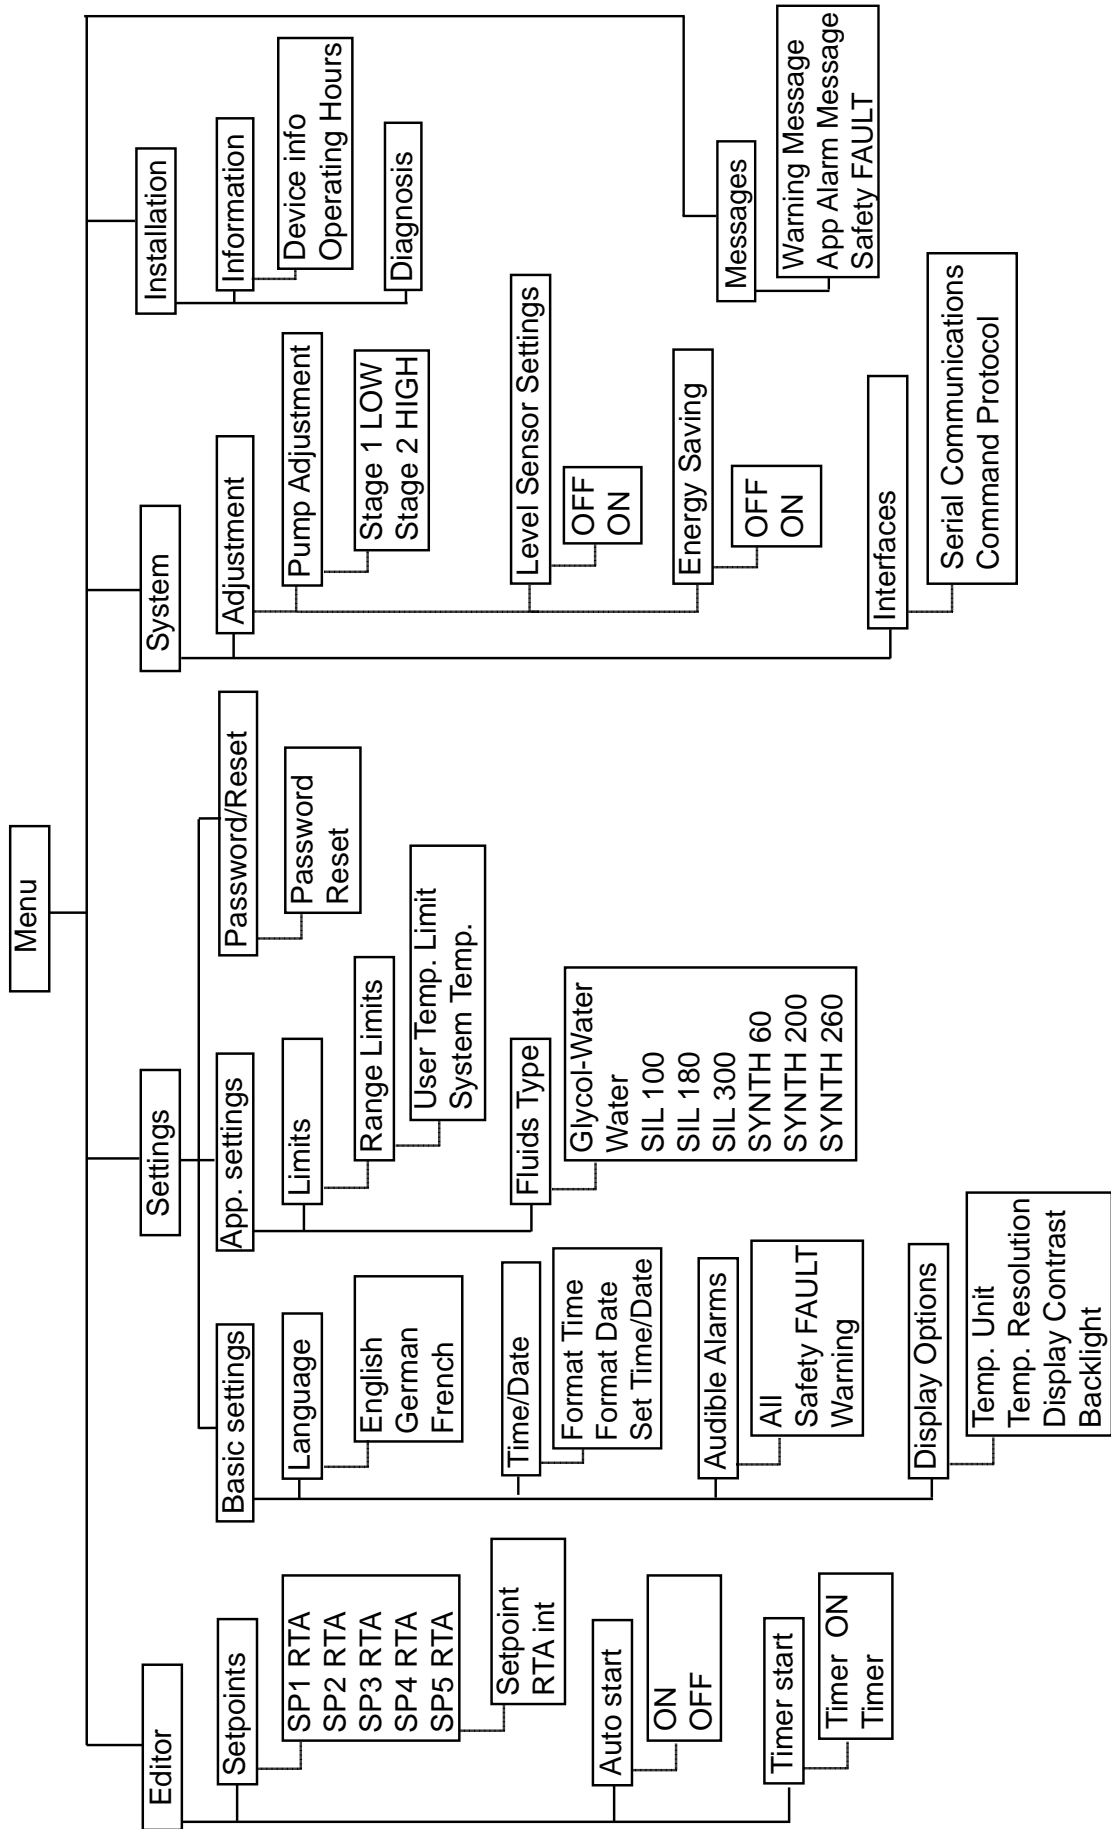 Menu
Editor
Setpoints
SP1 RTA
SP2 RTA
SP3 RTA
SP4 RTA
SP5 RTA
Setpoint
RTA int
Auto start
ON
OFF
Timer start
Timer ON
Timer
Settings
Basic settings
Language
English
German
French
Time/Date
Format Time
Format Date
Set Time/Date
Audible Alarms
All
Safety FAULT
Warning
Display Options
Temp. Unit
Temp. Resolution
Display Contrast
Backlight
App. settings
Limits
Range Limits
User Temp. Limit
System Temp.
Fluids Type
Glycol-Water
Water
SIL 100
SIL 180
SIL 300
SYNTH 60
SYNTH 200
SYNTH 260
Password/Reset
Password
Reset
System
Adjustment
Pump Adjustment
Stage 1 LOW
Stage 2 HIGH
Level Sensor Settings
OFF
ON
Energy Saving
OFF
ON
Interfaces
Serial Communications
Command Protocol
Installation
Information
Device info
Operating Hours
Diagnosis
Messages
Warning Message
App Alarm Message
Safety FAULT